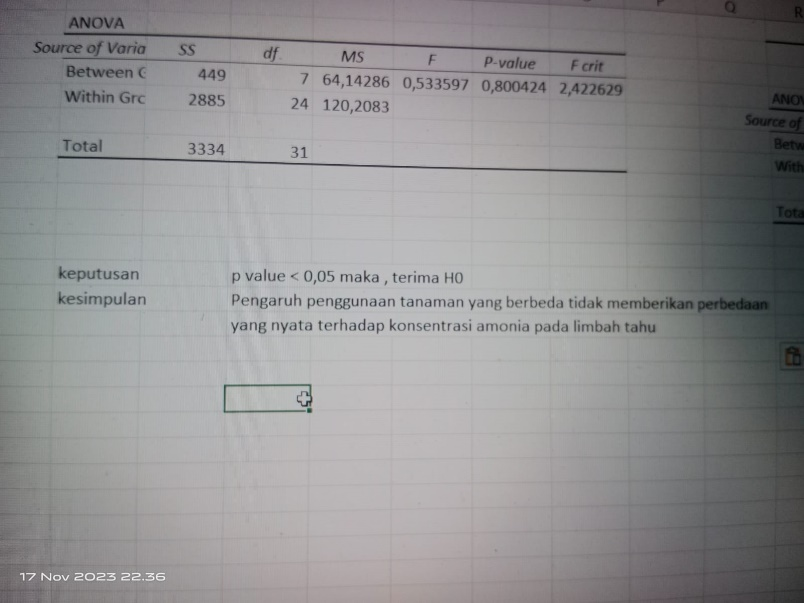 Q
R
ANOVA
Source of Varia SS df MS F P-value F crit
Between G 449 7 64,14286 0,533597 0,800424 2,422629
Within Grc 2885 24 120,2083
Total 3334 31
ANO
Source of
Betw
With
Tota
keputusan p value < 0,05 maka , terima H0
kesimpulan Pengaruh penggunaan tanaman yang berbeda tidak memberikan perbedaan
yang nyata terhadap konsentrasi amonia pada limbah tahu
17 Nov 2023 22.36